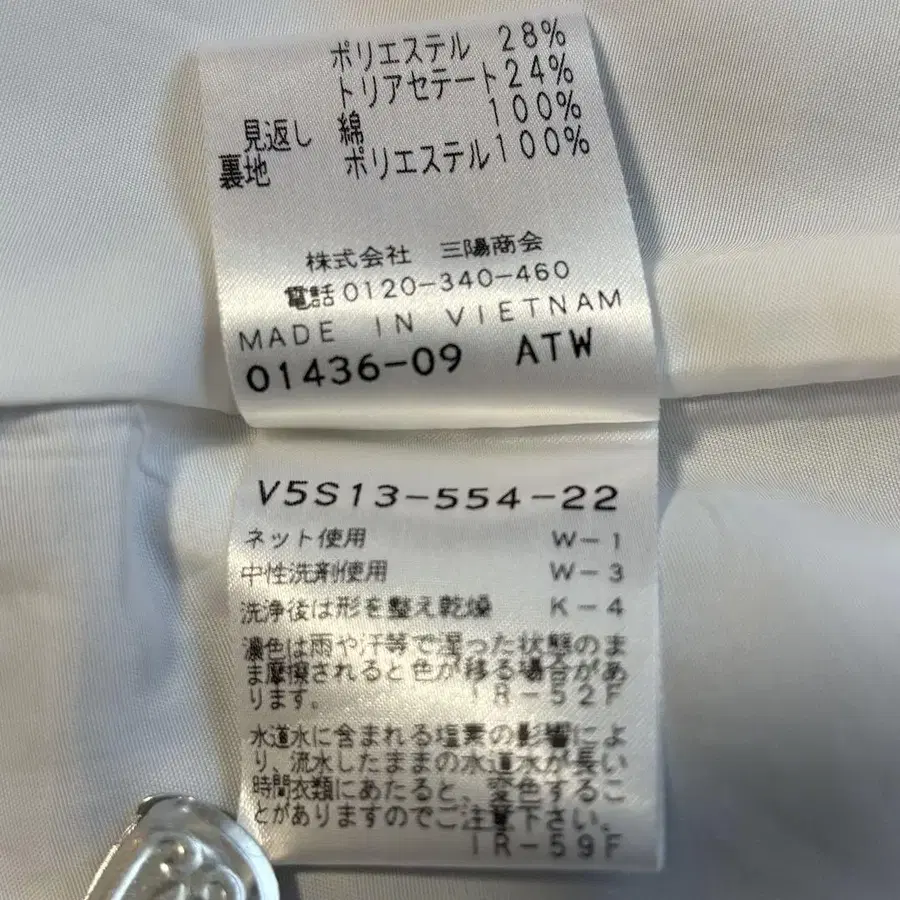 ポリエステル 28%
トリアセテート24%
見返し 綿 100%
裏地 ポリエステル100%
株式会社 三陽商会
電話0120-340-460
MADE IN VIETNAM
01436-09 ATW
V5S13-554-22
ネット使用 W-1
中性洗剤使用 W-3
洗浄後は形を整え乾燥 K-4
濃色は雨や汗等で湿った状態のま
ま摩擦されると色が移る場合があ
ります。 IR-52F
水道水に含まれる塩素の影響によ
り、流水したままの水道水が長い
時間衣類にあたると、変色するこ
とがありますのでご注意下さい。
IR-59F